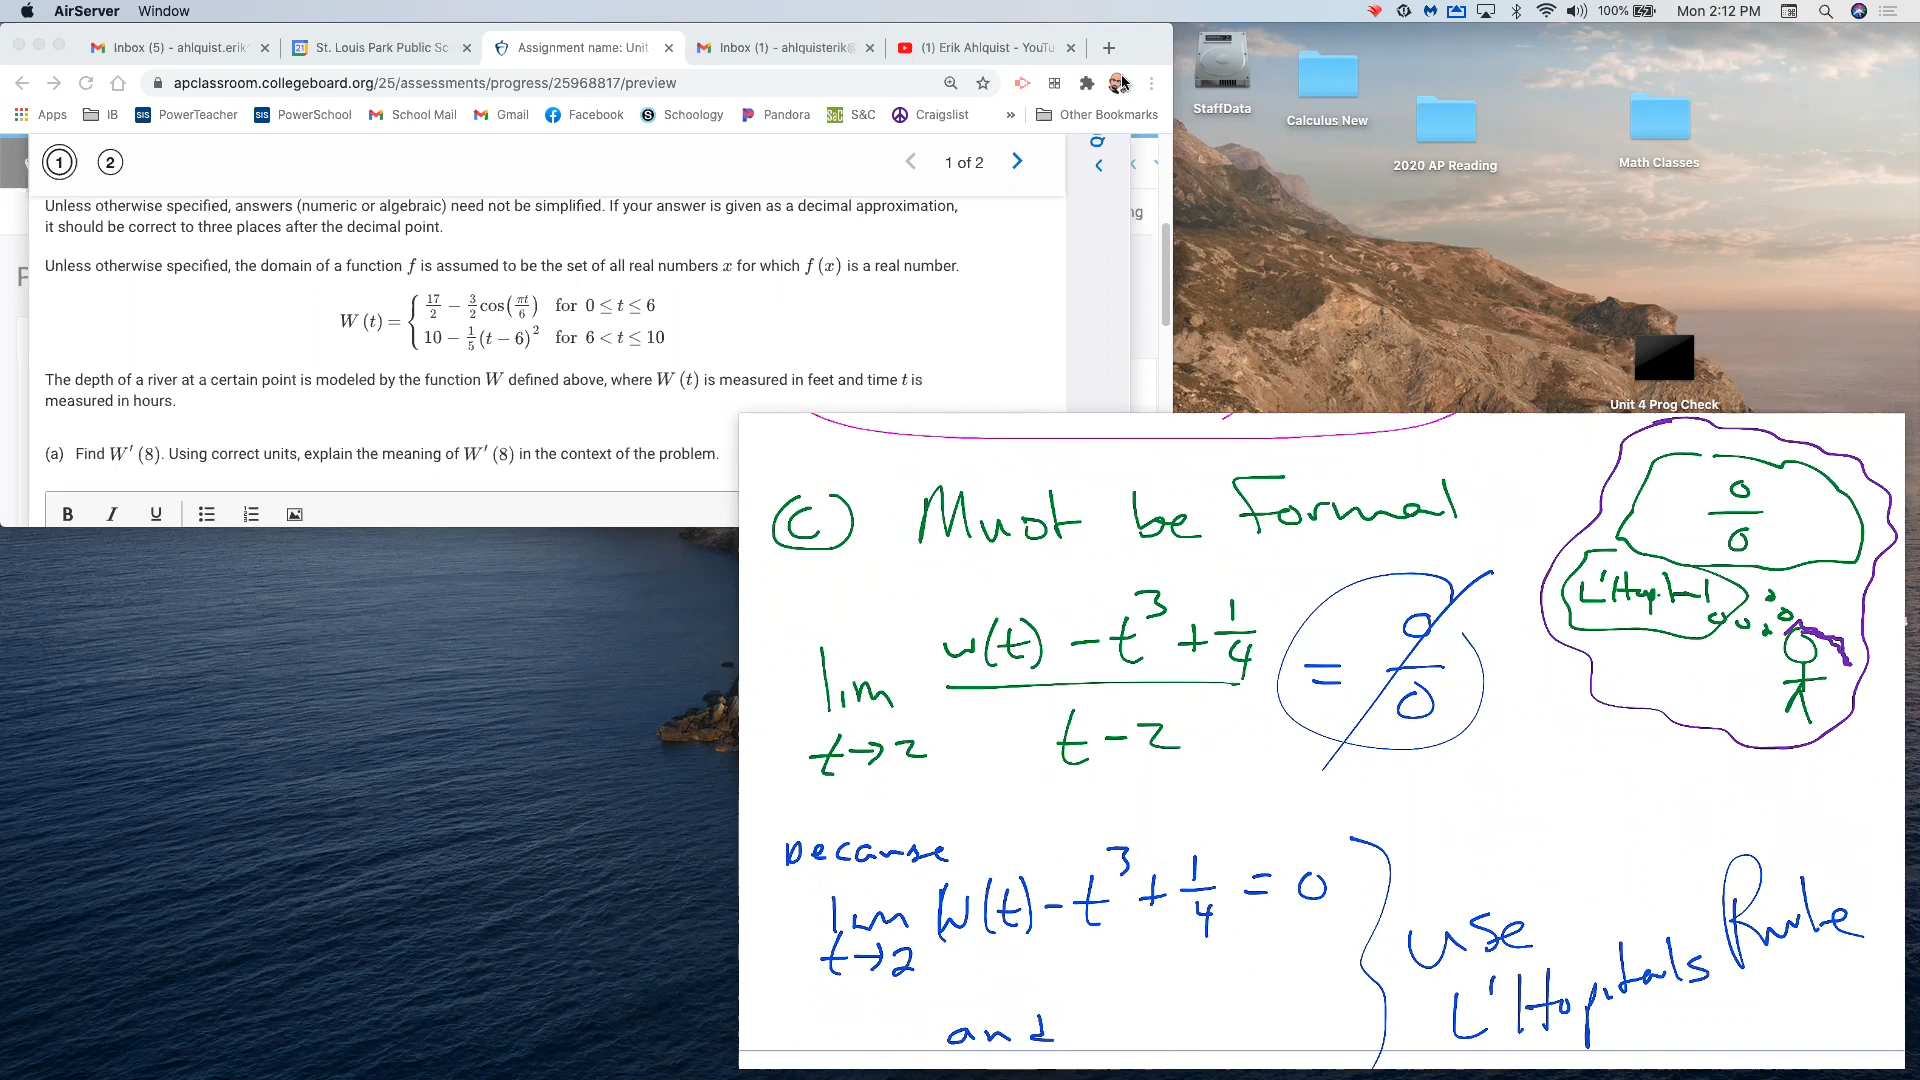 AirServer Window 100% Mon 2:12 PM
Inbox (5) - ahlquist.erik
St. Louis Park Public Sc
Assignment name: Unit
Inbox (1) - ahlquisterik@
(1) Erik Ahlquist - YouTu
apclassroom.collegeboard.org/25/assessments/progress/25968817/preview
Apps IB PowerTeacher PowerSchool School Mail Gmail Facebook Schoology Pandora S&C Craigslist » Other Bookmarks
1 2 1 of 2
ng
Unless otherwise specified, answers (numeric or algebraic) need not be simplified. If your answer is given as a decimal approximation,
it should be correct to three places after the decimal point.
Unless otherwise specified, the domain of a function f is assumed to be the set of all real numbers x for which f (x) is a real number.
W (t) = { 17/2 − 3/2 cos(πt/6) for 0 ≤ t ≤ 6
10 − 1/5 (t − 6)² for 6 < t ≤ 10
The depth of a river at a certain point is modeled by the function W defined above, where W (t) is measured in feet and time t is
measured in hours.
(a) Find W′ (8). Using correct units, explain the meaning of W′ (8) in the context of the problem.
B I U
StaffData
Calculus New
2020 AP Reading
Math Classes
Unit 4 Prog Check
(C) Must be Formal
lim t→2 (w(t) − t³ + 1/4) / (t − 2) = 0/0
0/0
L'Hopital
because
lim t→2 W(t) − t³ + 1/4 = 0
and
use
L'Hopitals Rule